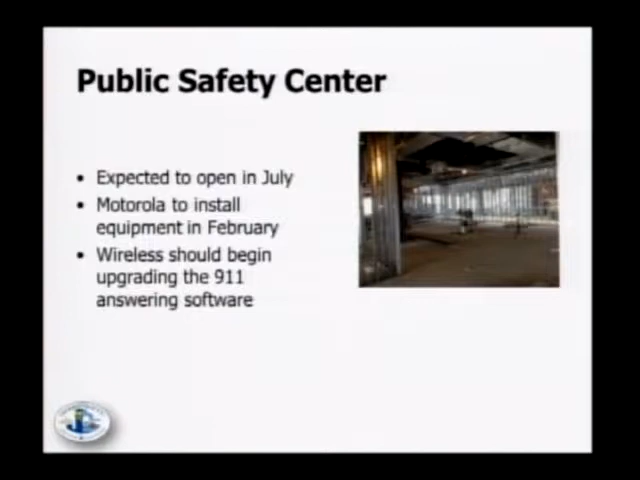 Public Safety Center
• Expected to open in July
• Motorola to install
equipment in February
• Wireless should begin
upgrading the 911
answering software